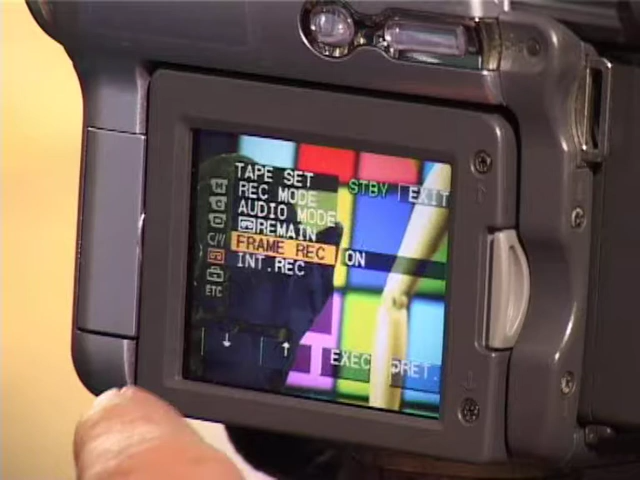 TAPE SET
REC MODE
STBY
EXIT
AUDIO MODE
REMAIN
FRAME REC
ON
INT.REC
ETC
↓
↑
EXEC
RET.